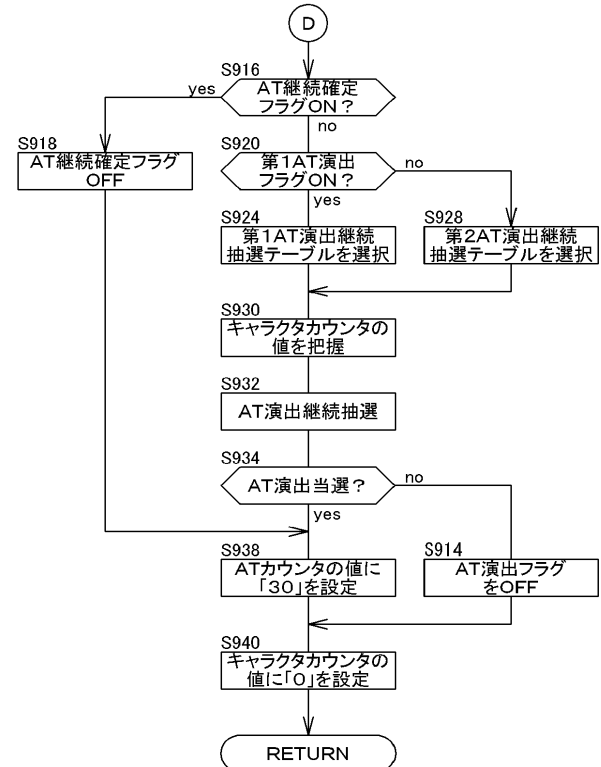 D
S916
AT継続確定
フラグON?
yes
no
S918
AT継続確定フラグ
OFF
S920
第1AT演出
フラグON?
no
yes
S924
第1AT演出継続
抽選テーブルを選択
S928
第2AT演出継続
抽選テーブルを選択
S930
キャラクタカウンタの
値を把握
S932
AT演出継続抽選
S934
AT演出当選?
no
yes
S938
ATカウンタの値に
「30」を設定
S914
AT演出フラグ
をOFF
S940
キャラクタカウンタの
値に「0」を設定
RETURN